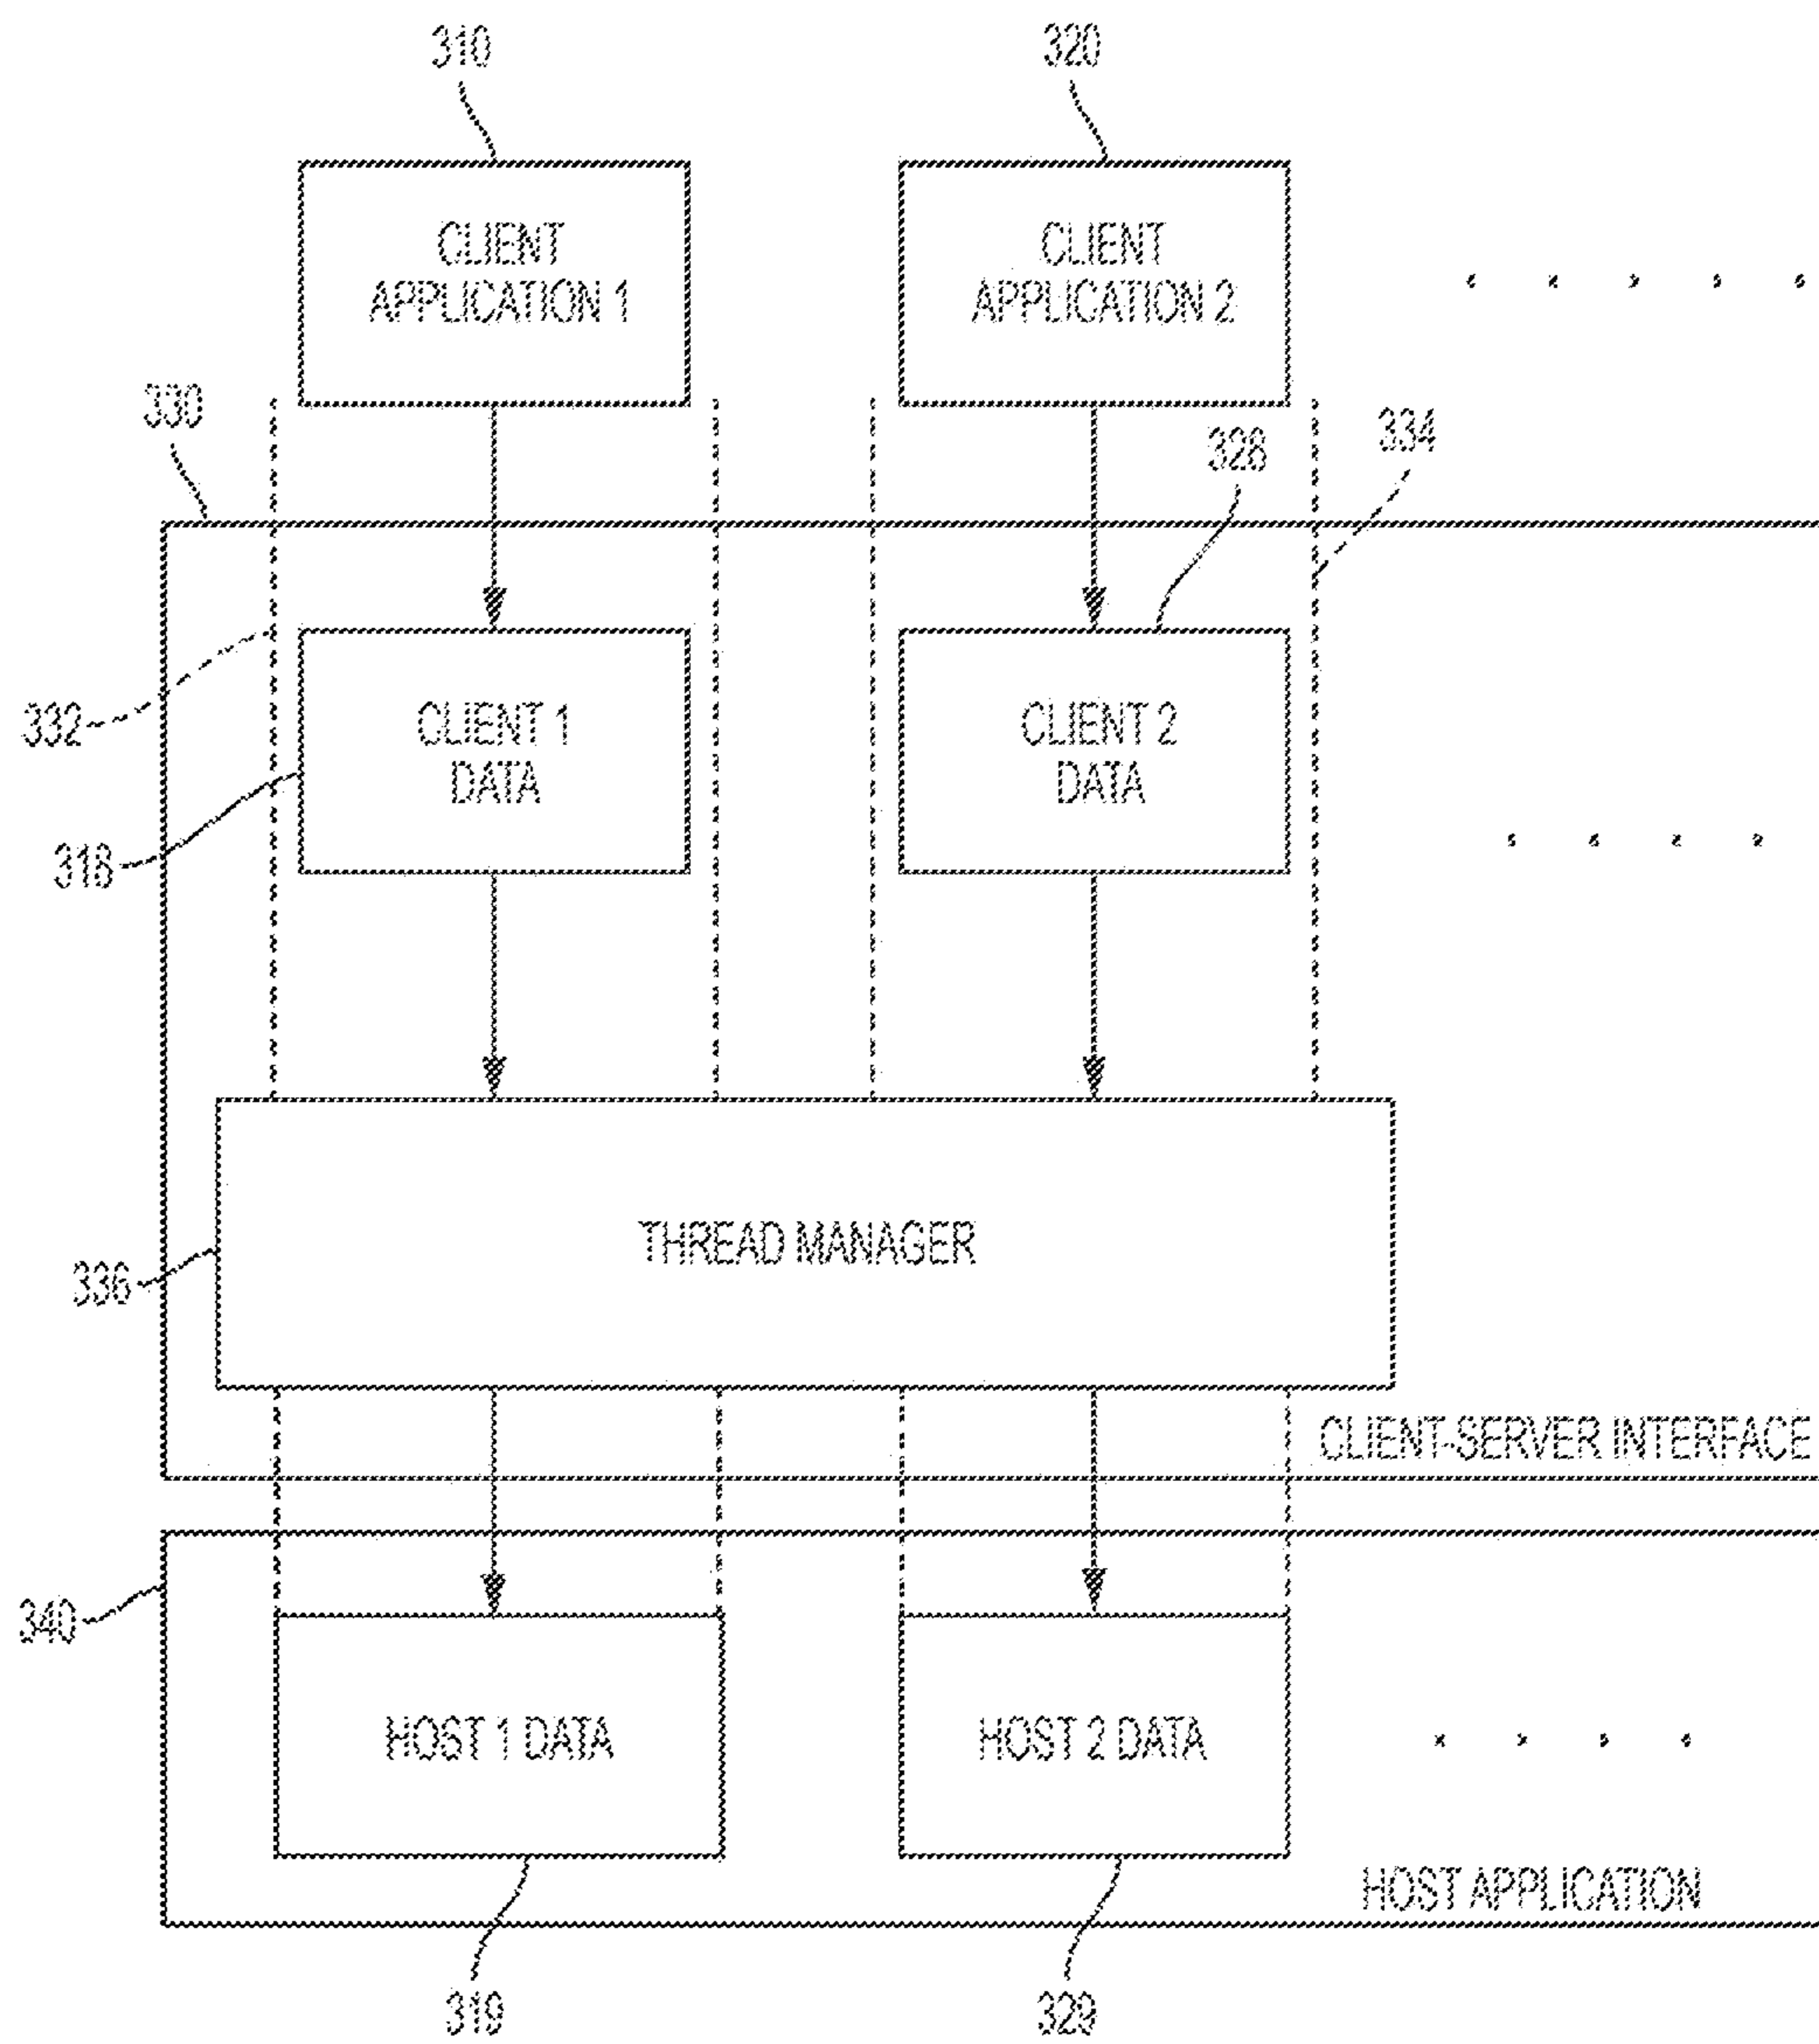 310
320
CLIENT
APPLICATION 1
CLIENT
APPLICATION 2
330
328
334
332
CLIENT 1
DATA
CLIENT 2
DATA
318
THREAD MANAGER
336
CLIENT-SERVER INTERFACE
340
HOST 1 DATA
HOST 2 DATA
HOST APPLICATION
319
329